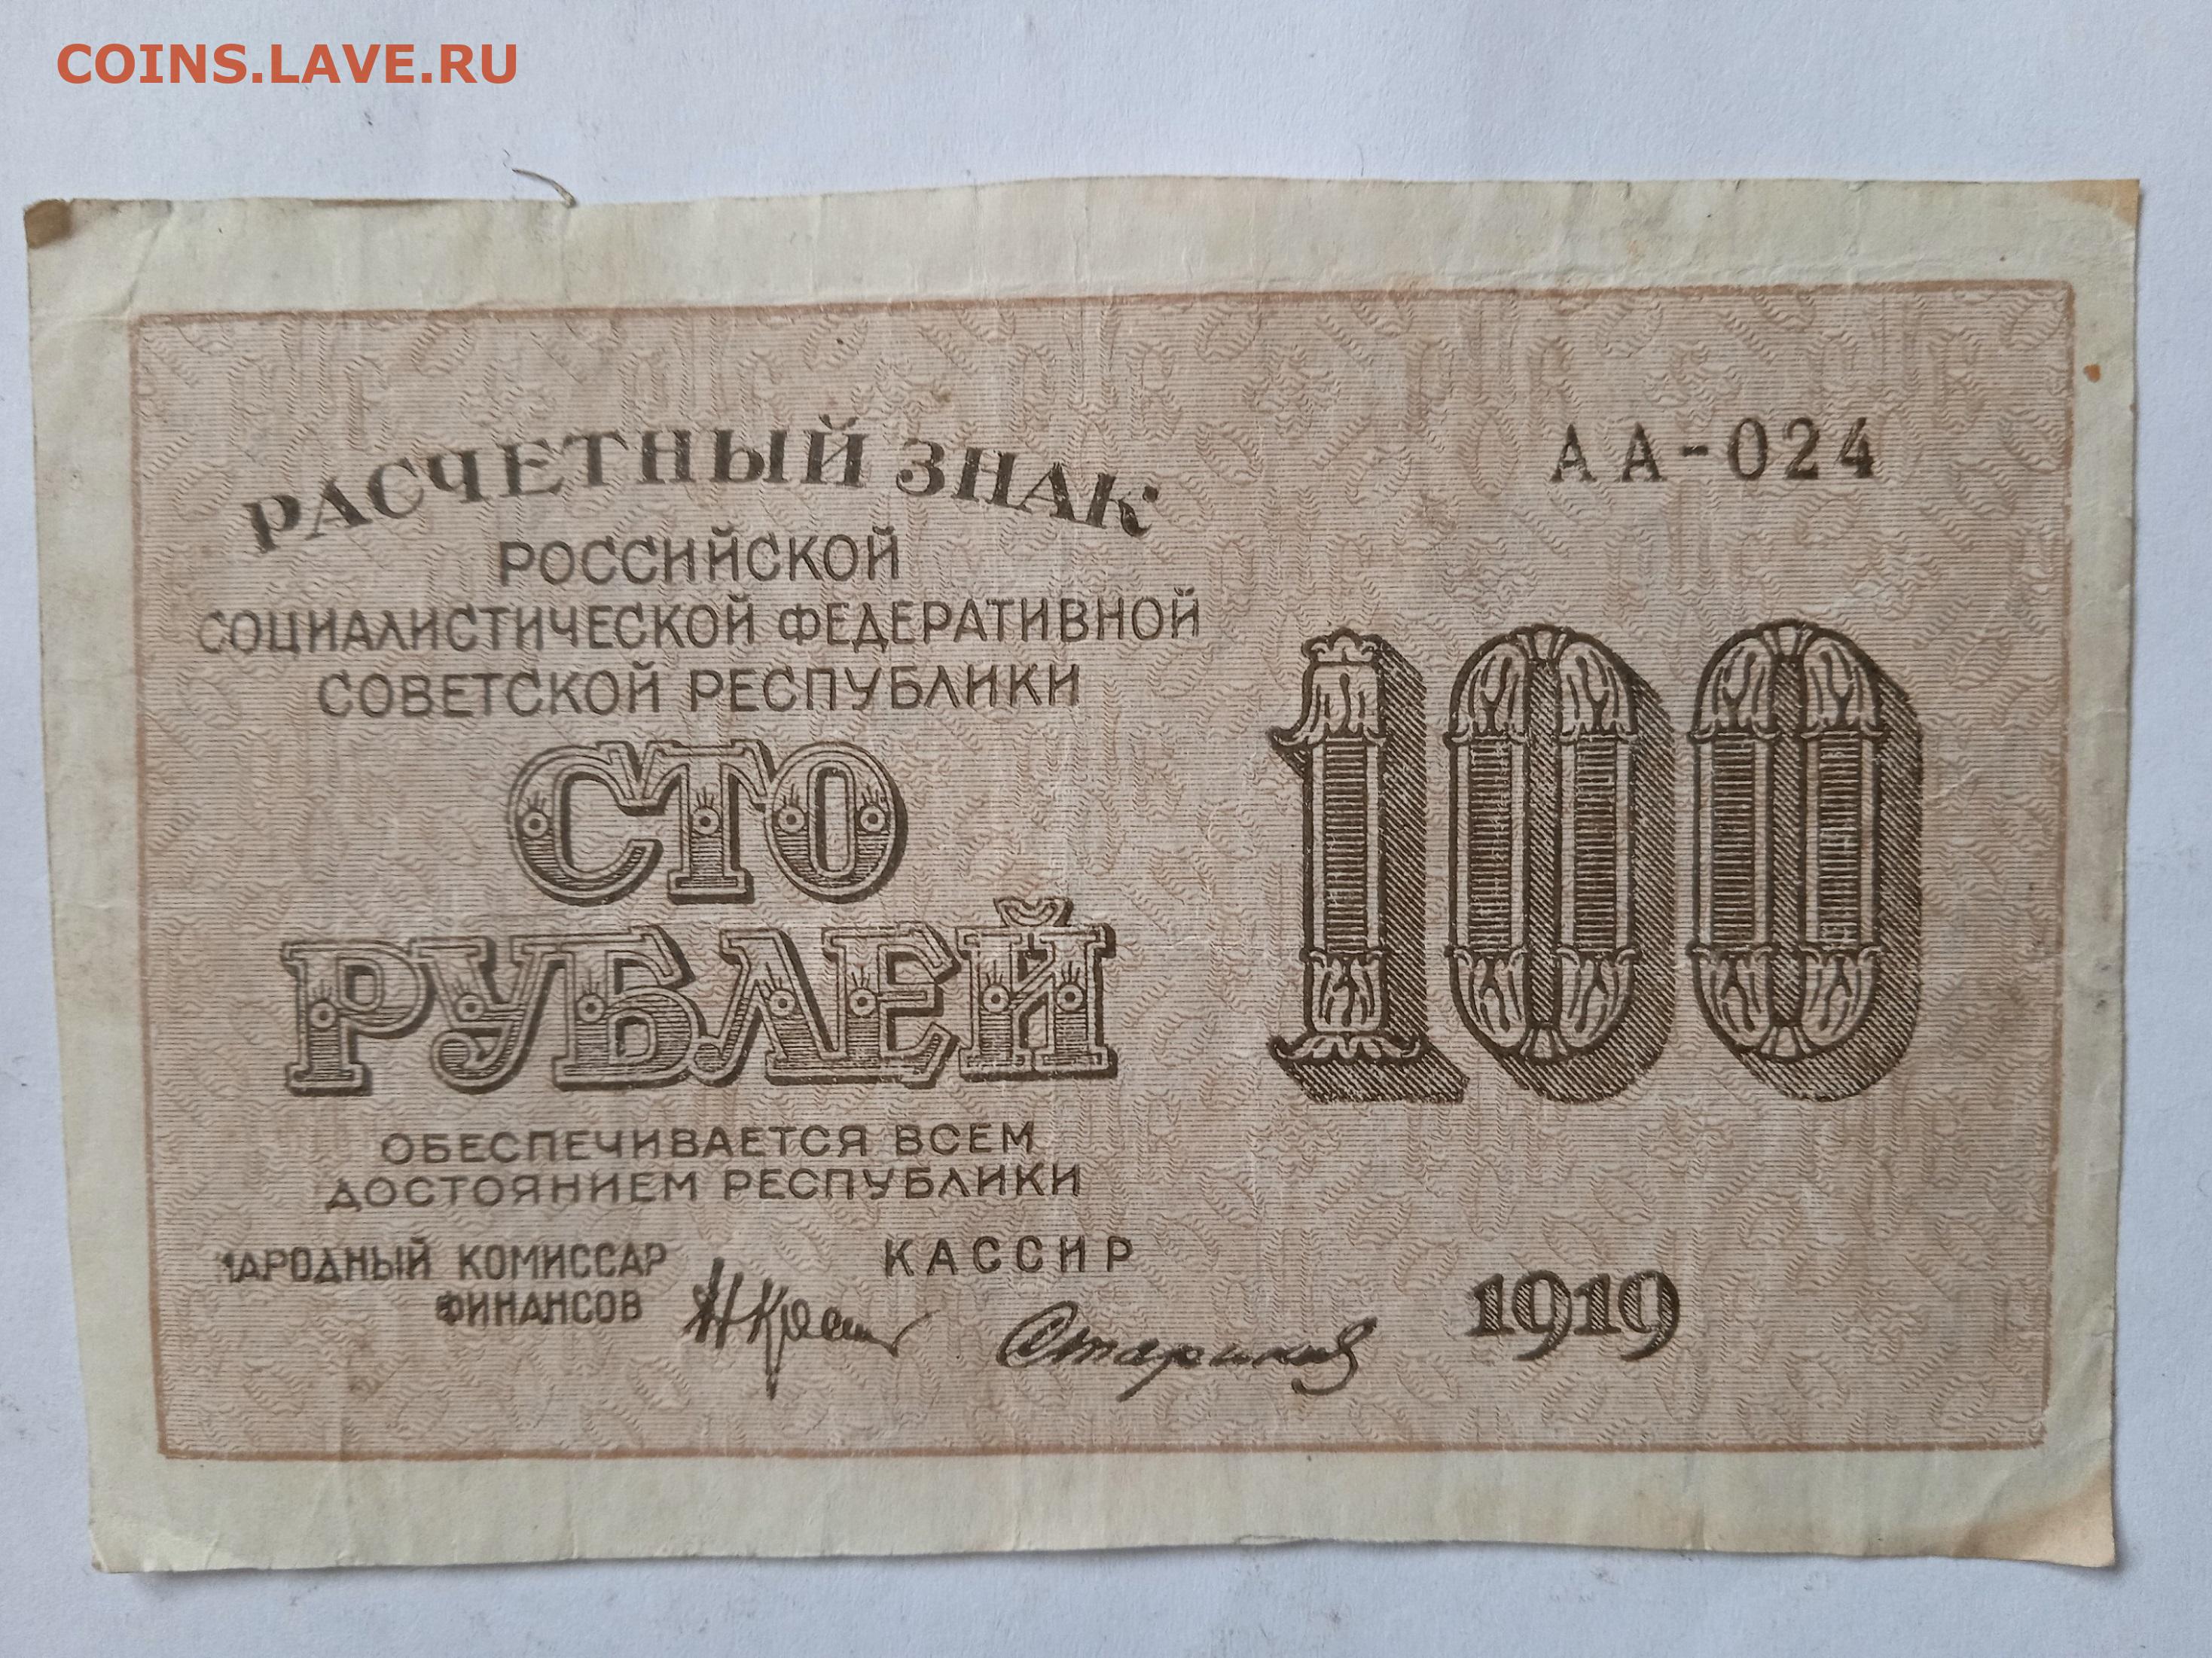 COINS.LAVE.RU
РАСЧЕТНЫЙ ЗНАК
АА-024
РОССИЙСКОЙ
СОЦИАЛИСТИЧЕСКОЙ ФЕДЕРАТИВНОЙ
СОВЕТСКОЙ РЕСПУБЛИКИ
СТО
РУБЛЕЙ
100
ОБЕСПЕЧИВАЕТСЯ ВСЕМ
ДОСТОЯНИЕМ РЕСПУБЛИКИ
НАРОДНЫЙ КОМИССАР
ФИНАНСОВ
КАССИР
1919